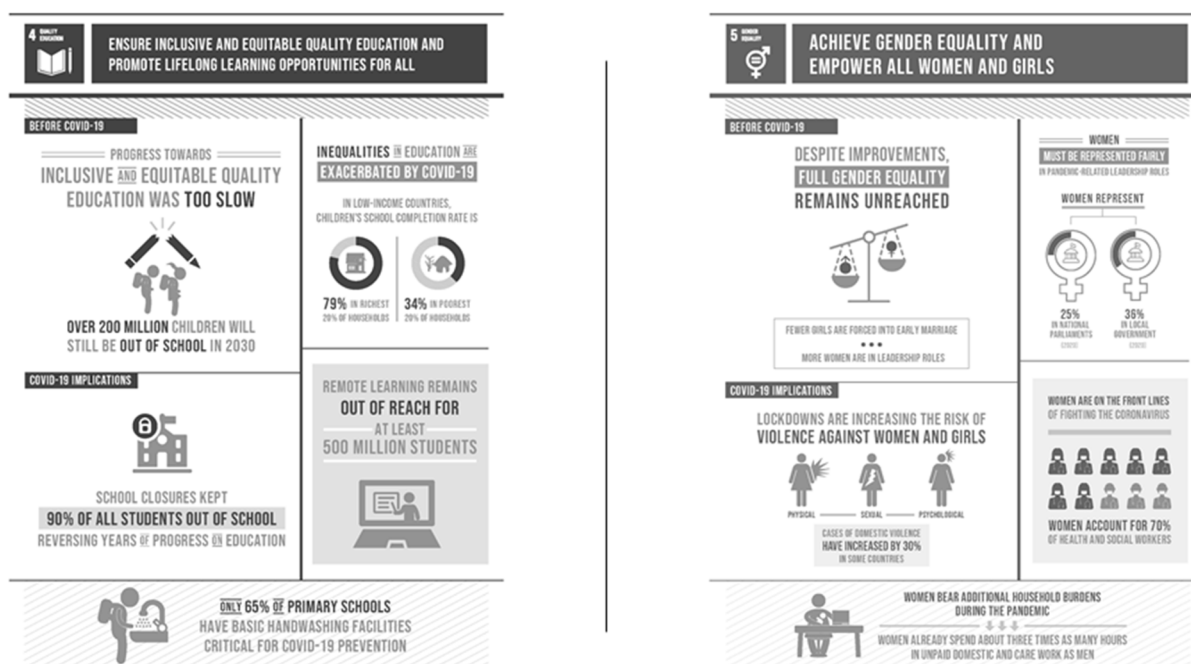 4 QUALITY
EDUCATION
ENSURE INCLUSIVE AND EQUITABLE QUALITY EDUCATION AND
PROMOTE LIFELONG LEARNING OPPORTUNITIES FOR ALL
BEFORE COVID-19
PROGRESS TOWARDS
INCLUSIVE AND EQUITABLE QUALITY
EDUCATION WAS TOO SLOW
OVER 200 MILLION CHILDREN WILL
STILL BE OUT OF SCHOOL IN 2030
INEQUALITIES IN EDUCATION ARE
EXACERBATED BY COVID-19
IN LOW-INCOME COUNTRIES,
CHILDREN'S SCHOOL COMPLETION RATE IS
79% IN RICHEST
20% OF HOUSEHOLDS
34% IN POOREST
20% OF HOUSEHOLDS
COVID-19 IMPLICATIONS
SCHOOL CLOSURES KEPT
90% OF ALL STUDENTS OUT OF SCHOOL
REVERSING YEARS OF PROGRESS ON EDUCATION
REMOTE LEARNING REMAINS
OUT OF REACH FOR
AT LEAST
500 MILLION STUDENTS
ONLY 65% OF PRIMARY SCHOOLS
HAVE BASIC HANDWASHING FACILITIES
CRITICAL FOR COVID-19 PREVENTION
5 GENDER
EQUALITY
ACHIEVE GENDER EQUALITY AND
EMPOWER ALL WOMEN AND GIRLS
BEFORE COVID-19
DESPITE IMPROVEMENTS,
FULL GENDER EQUALITY
REMAINS UNREACHED
FEWER GIRLS ARE FORCED INTO EARLY MARRIAGE
MORE WOMEN ARE IN LEADERSHIP ROLES
WOMEN
MUST BE REPRESENTED FAIRLY
IN PANDEMIC-RELATED LEADERSHIP ROLES
WOMEN REPRESENT
25%
IN NATIONAL
PARLIAMENTS
(2020)
36%
IN LOCAL
GOVERNMENT
(2020)
COVID-19 IMPLICATIONS
LOCKDOWNS ARE INCREASING THE RISK OF
VIOLENCE AGAINST WOMEN AND GIRLS
PHYSICAL SEXUAL PSYCHOLOGICAL
CASES OF DOMESTIC VIOLENCE
HAVE INCREASED BY 30%
IN SOME COUNTRIES
WOMEN ARE ON THE FRONT LINES
OF FIGHTING THE CORONAVIRUS
WOMEN ACCOUNT FOR 70%
OF HEALTH AND SOCIAL WORKERS
WOMEN BEAR ADDITIONAL HOUSEHOLD BURDENS
DURING THE PANDEMIC
WOMEN ALREADY SPEND ABOUT THREE TIMES AS MANY HOURS
IN UNPAID DOMESTIC AND CARE WORK AS MEN